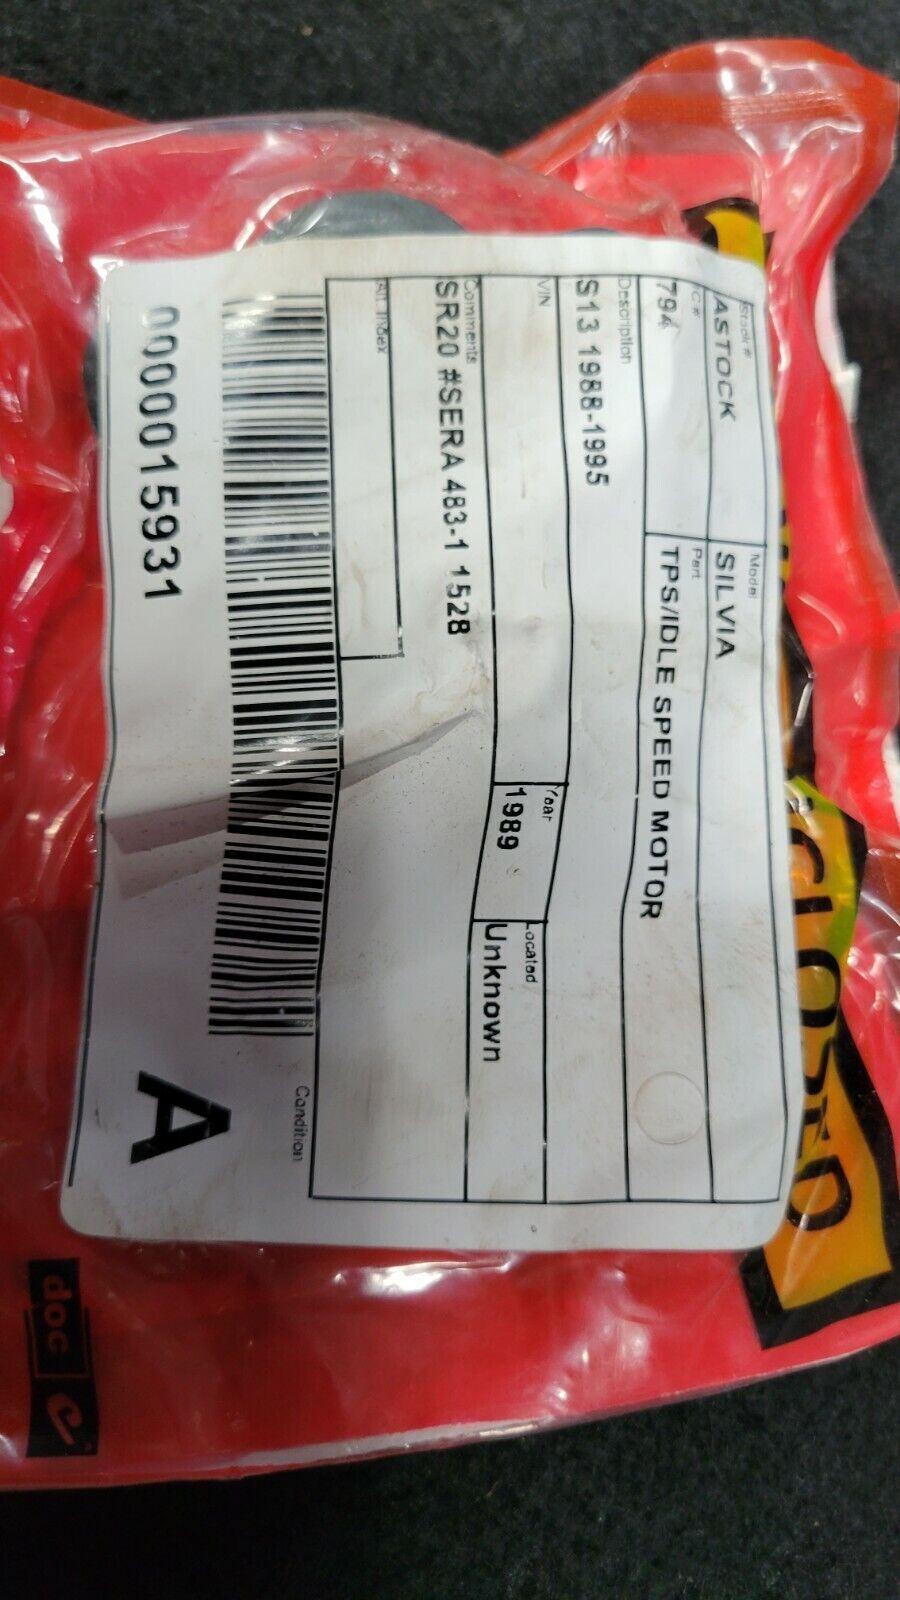 Stock #
ASTOCK
Model
SILVIA
C #
794
Part
TPS/IDLE SPEED MOTOR
Description
S13 1988-1995
VIN
Year
1989
Located
Unknown
Comments
SR20 #SERA 483-1 1528
Alt. Index
Condition
A
0000015931
doc